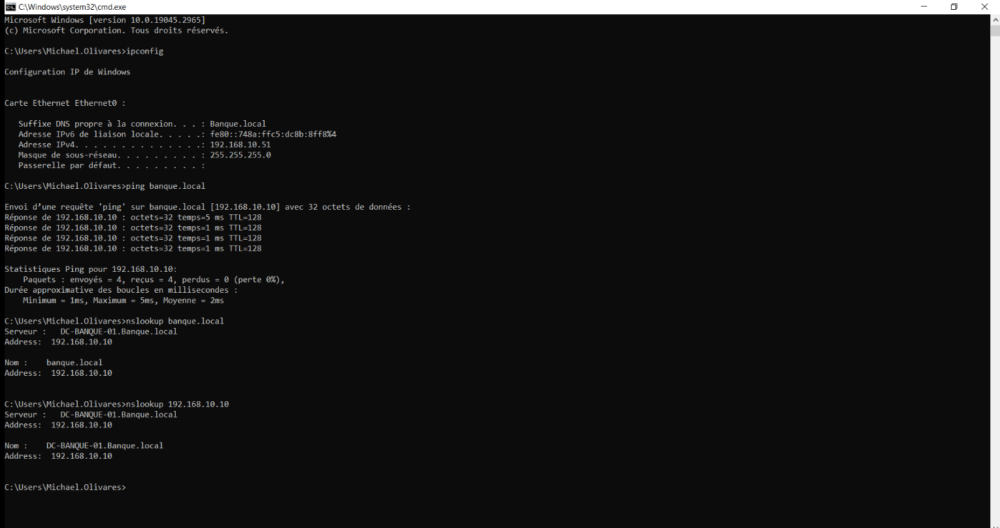 C:\Windows\system32\cmd.exe
Microsoft Windows [version 10.0.19045.2965]
(c) Microsoft Corporation. Tous droits réservés.
C:\Users\Michael.Olivares>ipconfig
Configuration IP de Windows
Carte Ethernet Ethernet0 :
Suffixe DNS propre à la connexion. . . : Banque.local
Adresse IPv6 de liaison locale. . . . .: fe80::748a:ffc5:dc8b:8ff8%4
Adresse IPv4. . . . . . . . . . . . . .: 192.168.10.51
Masque de sous-réseau. . . . . . . . . : 255.255.255.0
Passerelle par défaut. . . . . . . . . :
C:\Users\Michael.Olivares>ping banque.local
Envoi d’une requête 'ping' sur banque.local [192.168.10.10] avec 32 octets de données :
Réponse de 192.168.10.10 : octets=32 temps=5 ms TTL=128
Réponse de 192.168.10.10 : octets=32 temps=1 ms TTL=128
Réponse de 192.168.10.10 : octets=32 temps=1 ms TTL=128
Réponse de 192.168.10.10 : octets=32 temps=1 ms TTL=128
Statistiques Ping pour 192.168.10.10:
Paquets : envoyés = 4, reçus = 4, perdus = 0 (perte 0%),
Durée approximative des boucles en millisecondes :
Minimum = 1ms, Maximum = 5ms, Moyenne = 2ms
C:\Users\Michael.Olivares>nslookup banque.local
Serveur :   DC-BANQUE-01.Banque.local
Address:  192.168.10.10
Nom :    banque.local
Address:  192.168.10.10
C:\Users\Michael.Olivares>nslookup 192.168.10.10
Serveur :   DC-BANQUE-01.Banque.local
Address:  192.168.10.10
Nom :    DC-BANQUE-01.Banque.local
Address:  192.168.10.10
C:\Users\Michael.Olivares>